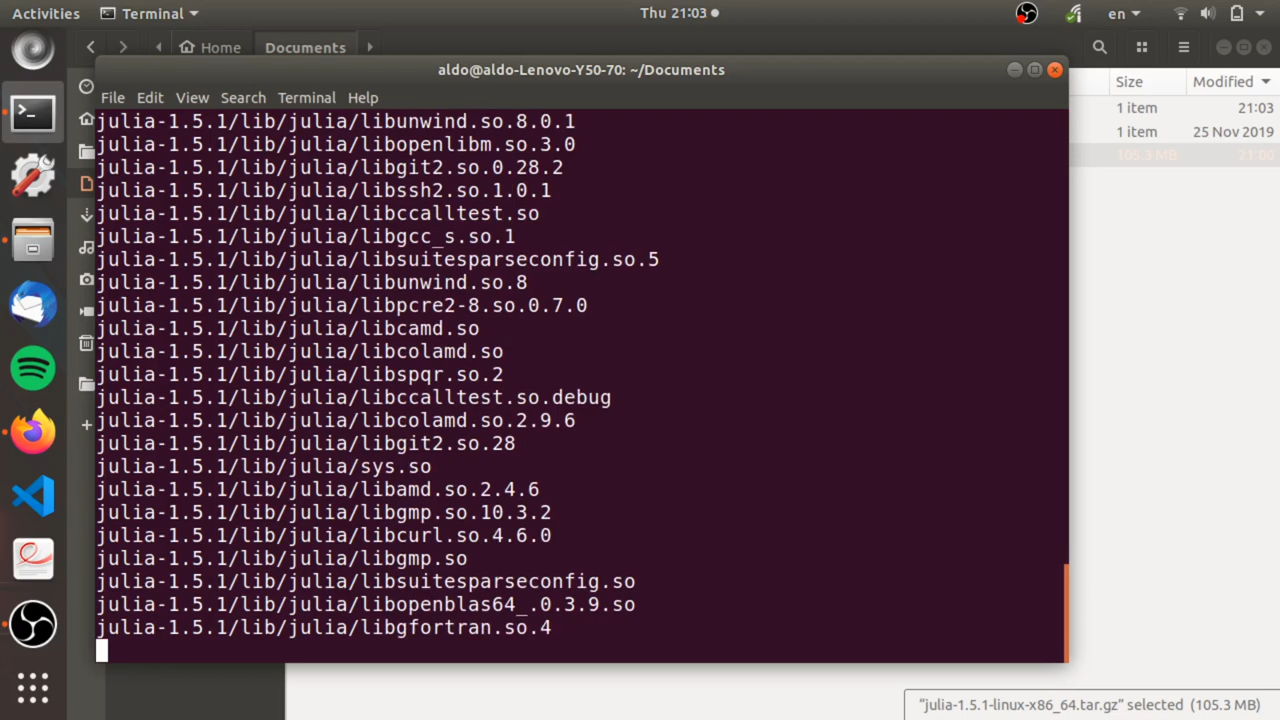 Activities Terminal Thu 21:03 en
Home Documents
aldo@aldo-Lenovo-Y50-70: ~/Documents
Size Modified
File Edit View Search Terminal Help
1 item 21:03
1 item 25 Nov 2019
105.3 MB 21:00
julia-1.5.1/lib/julia/libunwind.so.8.0.1
julia-1.5.1/lib/julia/libopenlibm.so.3.0
julia-1.5.1/lib/julia/libgit2.so.0.28.2
julia-1.5.1/lib/julia/libssh2.so.1.0.1
julia-1.5.1/lib/julia/libccalltest.so
julia-1.5.1/lib/julia/libgcc_s.so.1
julia-1.5.1/lib/julia/libsuitesparseconfig.so.5
julia-1.5.1/lib/julia/libunwind.so.8
julia-1.5.1/lib/julia/libpcre2-8.so.0.7.0
julia-1.5.1/lib/julia/libcamd.so
julia-1.5.1/lib/julia/libcolamd.so
julia-1.5.1/lib/julia/libspqr.so.2
julia-1.5.1/lib/julia/libccalltest.so.debug
julia-1.5.1/lib/julia/libcolamd.so.2.9.6
julia-1.5.1/lib/julia/libgit2.so.28
julia-1.5.1/lib/julia/sys.so
julia-1.5.1/lib/julia/libamd.so.2.4.6
julia-1.5.1/lib/julia/libgmp.so.10.3.2
julia-1.5.1/lib/julia/libcurl.so.4.6.0
julia-1.5.1/lib/julia/libgmp.so
julia-1.5.1/lib/julia/libsuitesparseconfig.so
julia-1.5.1/lib/julia/libopenblas64_.0.3.9.so
julia-1.5.1/lib/julia/libgfortran.so.4
“julia-1.5.1-linux-x86_64.tar.gz” selected (105.3 MB)